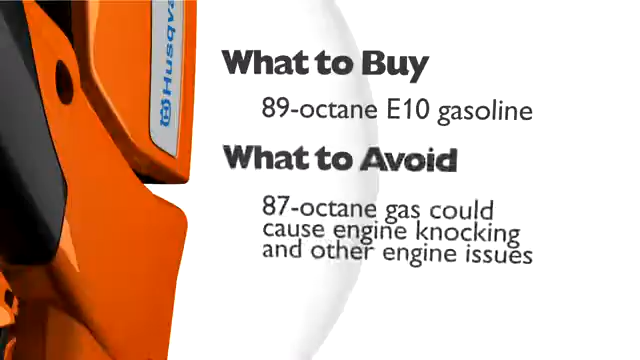 Husqva
What to Buy
89-octane E10 gasoline
What to Avoid
87-octane gas could
cause engine knocking
and other engine issues